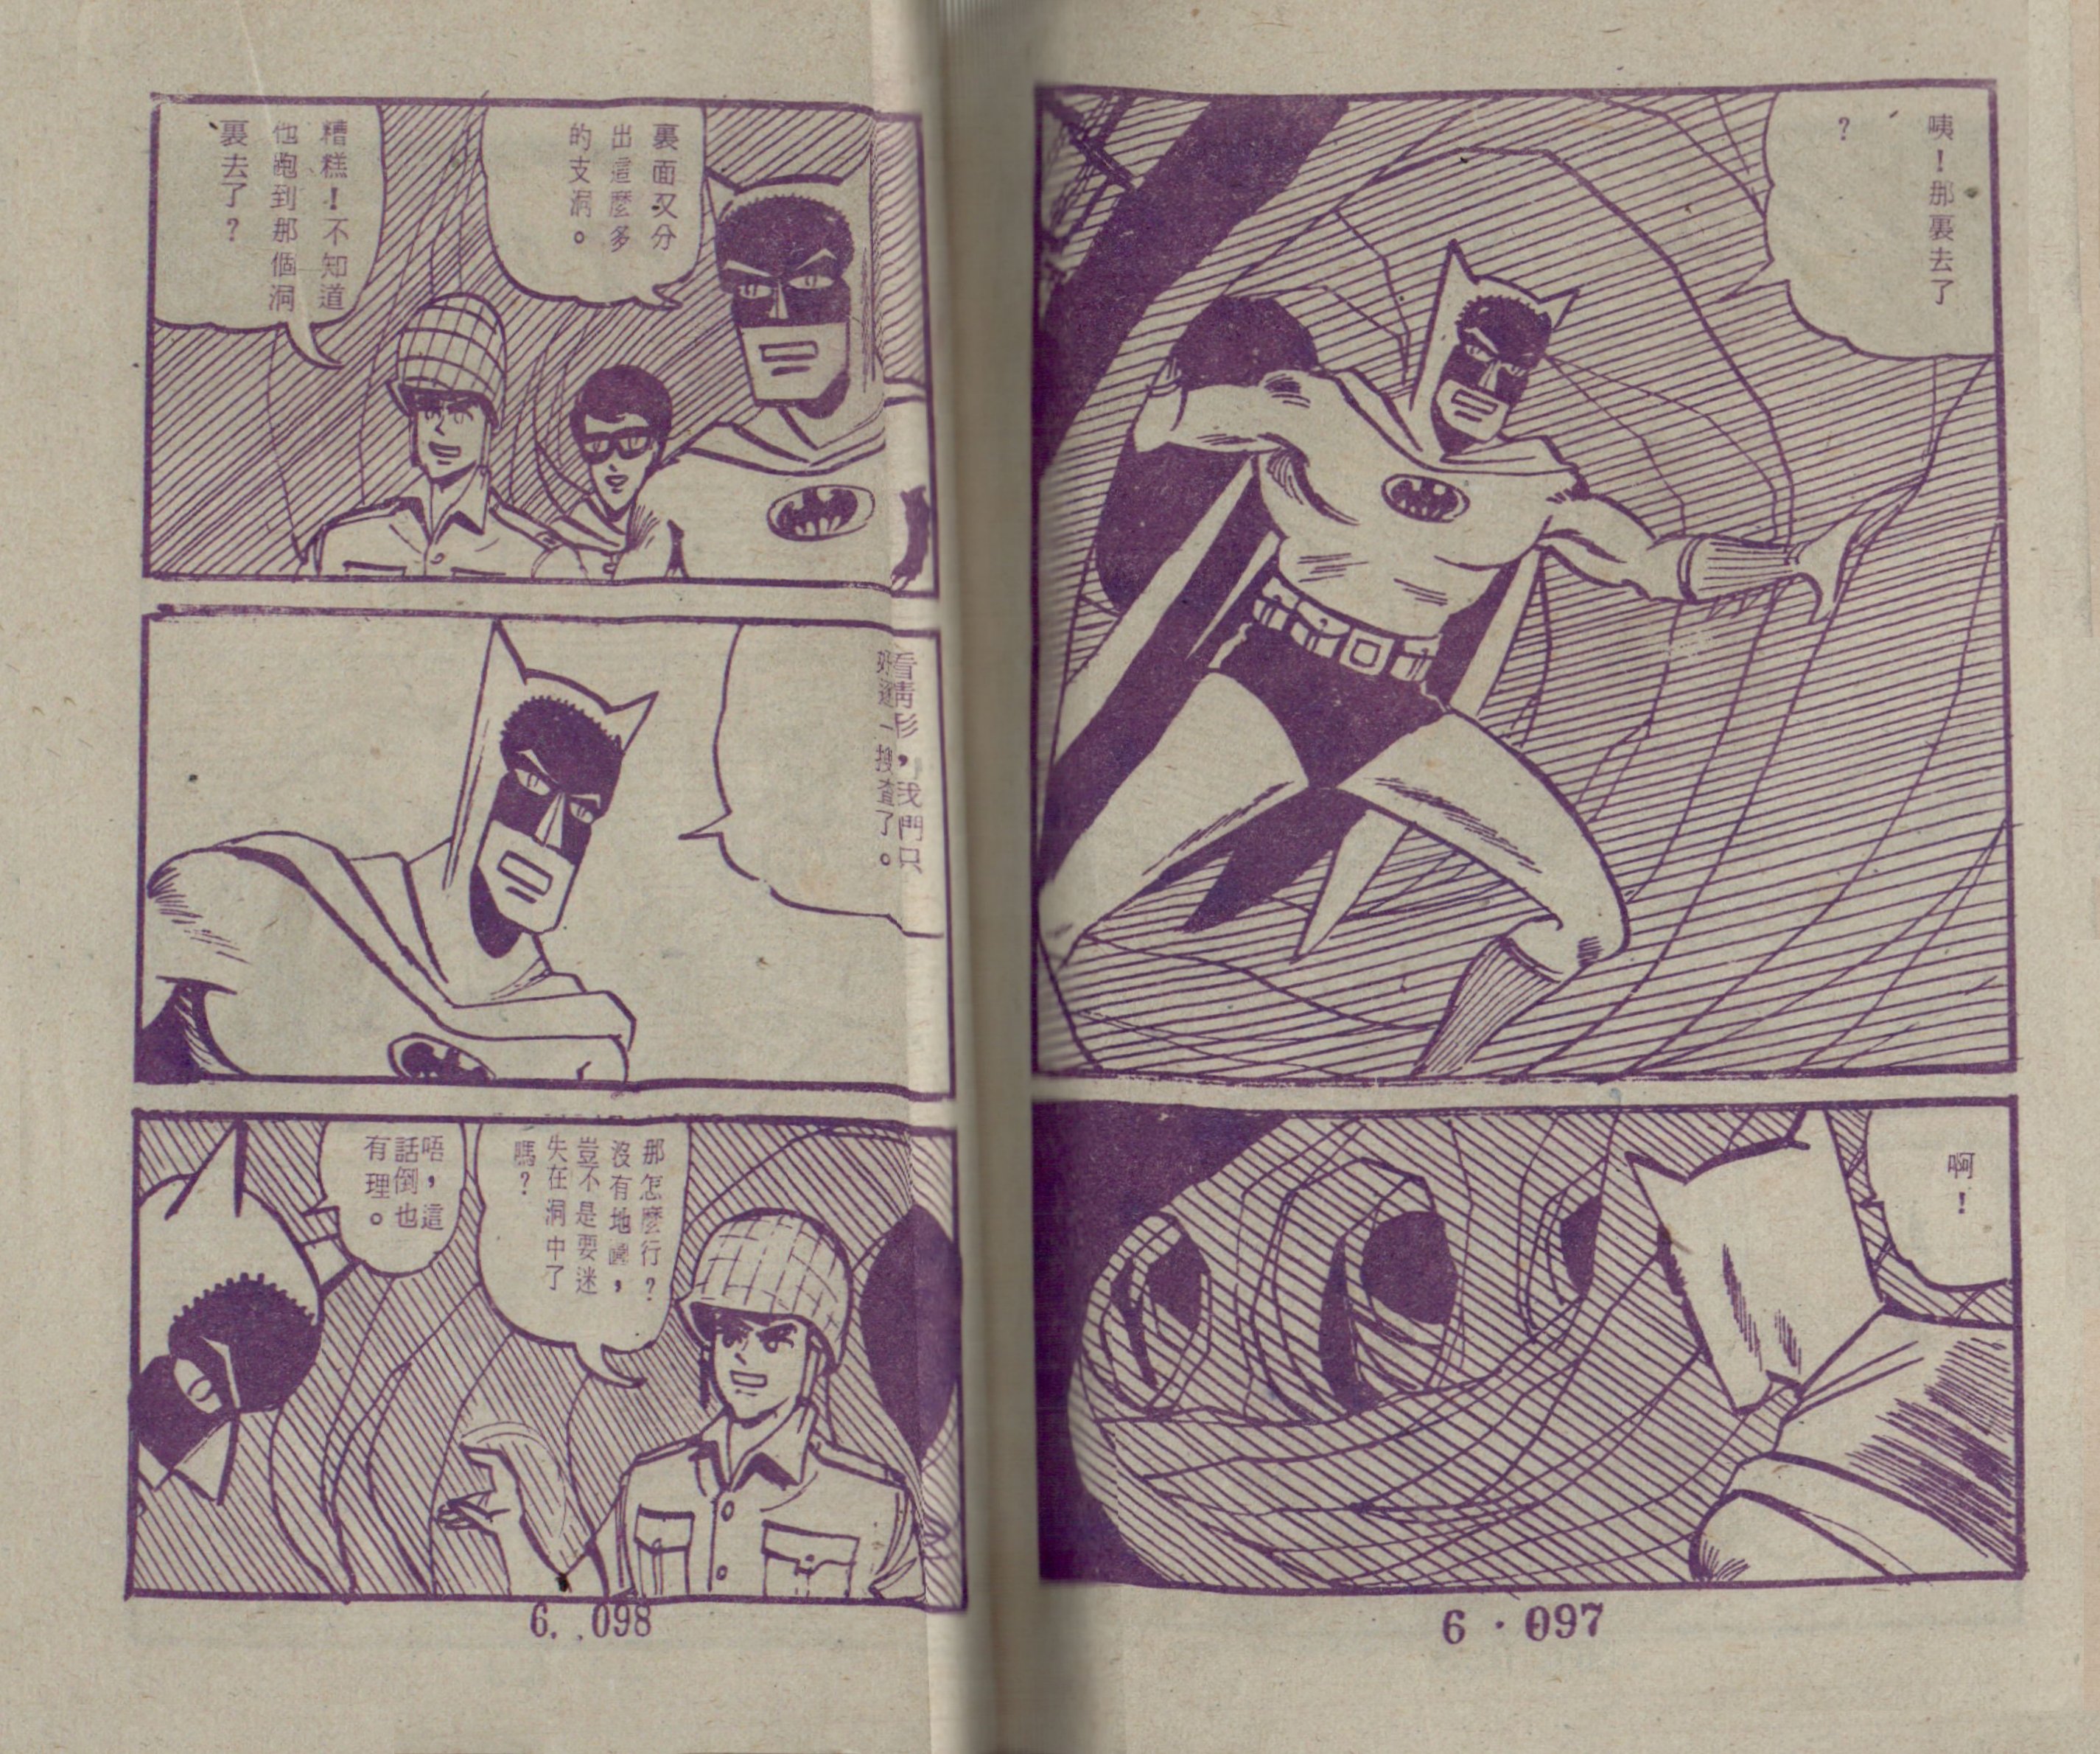 咦！那裏去了
？
啊！
6・097
裏面又分
出這麼多
的支洞。
糟糕！不知道
他跑到那個洞
裏去了？
看情形，我們只
好逐一搜查了。
那怎麼行？
沒有地圖，
豈不是要迷
失在洞中了
嗎？
唔，這
話倒也
有理。
6.098